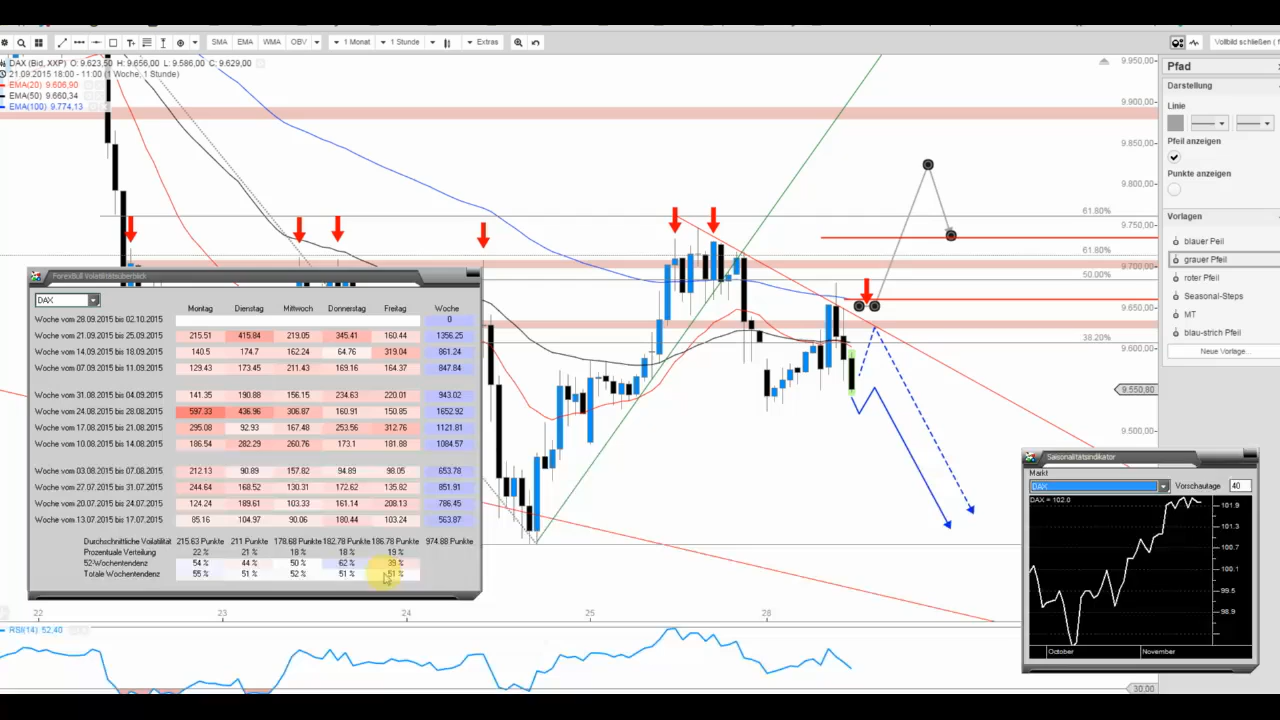 SMA EMA WMA OBV 1 Monat 1 Stunde Extras Vollbild schließen (
DAX (Bid, XXP) O: 9.623,50 H: 9.656,00 L: 9.586,00 C: 9.629,00
21.09.2015 18:00 - 11:00 (1 Woche, 1 Stunde)
EMA(20) 9.606,90
EMA(50) 9.660,34
EMA(100) 9.774,13
9.950,00
9.900,00
9.850,00
9.800,00
9.750,00
9.700,00
9.650,00
9.600,00
9.550,80
9.500,00
61.80%
61.80%
50.00%
38.20%
Pfad
Darstellung
Linie
Pfeil anzeigen
Punkte anzeigen
Vorlagen
blauer Peil
grauer Pfeil
roter Pfeil
Seasonal-Steps
MT
blau-strich Pfeil
Neue Vorlage...
ForexBull Volatilitätsüberblick
DAX
Montag Dienstag Mittwoch Donnerstag Freitag Woche
Woche vom 28.09.2015 bis 02.10.2015 0
Woche vom 21.09.2015 bis 25.09.2015 215.51 415.84 219.05 345.41 160.44 1356.25
Woche vom 14.09.2015 bis 18.09.2015 140.5 174.7 162.24 64.76 319.04 861.24
Woche vom 07.09.2015 bis 11.09.2015 129.43 173.45 211.43 169.16 164.37 847.84
Woche vom 31.08.2015 bis 04.09.2015 141.35 190.88 156.15 234.63 220.01 943.02
Woche vom 24.08.2015 bis 28.08.2015 597.33 436.96 306.87 160.91 150.85 1652.92
Woche vom 17.08.2015 bis 21.08.2015 295.08 92.93 167.48 253.56 312.76 1121.81
Woche vom 10.08.2015 bis 14.08.2015 186.54 282.29 260.76 173.1 181.88 1084.57
Woche vom 03.08.2015 bis 07.08.2015 212.13 90.89 157.82 94.89 98.05 653.78
Woche vom 27.07.2015 bis 31.07.2015 244.64 168.52 130.31 172.62 135.82 851.91
Woche vom 20.07.2015 bis 24.07.2015 124.24 189.61 103.33 161.14 208.13 786.45
Woche vom 13.07.2015 bis 17.07.2015 85.16 104.97 90.06 180.44 103.24 563.87
Durchschnittliche Volatilität 215.63 Punkte 211 Punkte 178.68 Punkte 182.78 Punkte 186.78 Punkte 974.88 Punkte
Prozentuale Verteilung 22 % 21 % 18 % 18 % 19 %
52-Wochentendenz 54 % 44 % 50 % 62 % 39 %
Totale Wochentendenz 55 % 51 % 52 % 51 % 51 %
22 23 24 25 28
RSI(14) 52,40
30,00
Saisonalitätsindikator
Markt
DAX Vorschautage 40
DAX = 102.0
101.9
101.3
100.7
100.1
99.5
98.9
October November